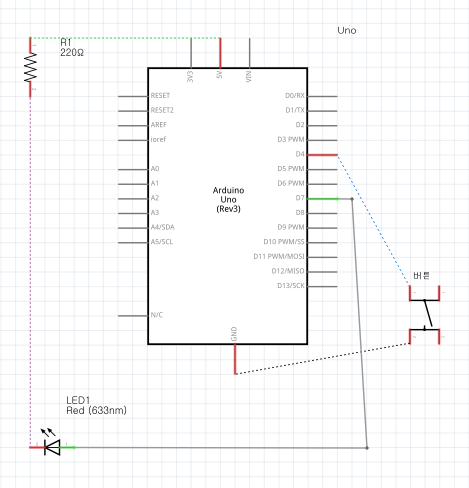 Uno
R1
220Ω
3V3
5V
VIN
RESET
RESET2
AREF
ioref
A0
A1
A2
A3
A4/SDA
A5/SCL
N/C
Arduino
Uno
(Rev3)
D0/RX
D1/TX
D2
D3 PWM
D4
D5 PWM
D6 PWM
D7
D8
D9 PWM
D10 PWM/SS
D11 PWM/MOSI
D12/MISO
D13/SCK
GND
버튼
LED1
Red (633nm)